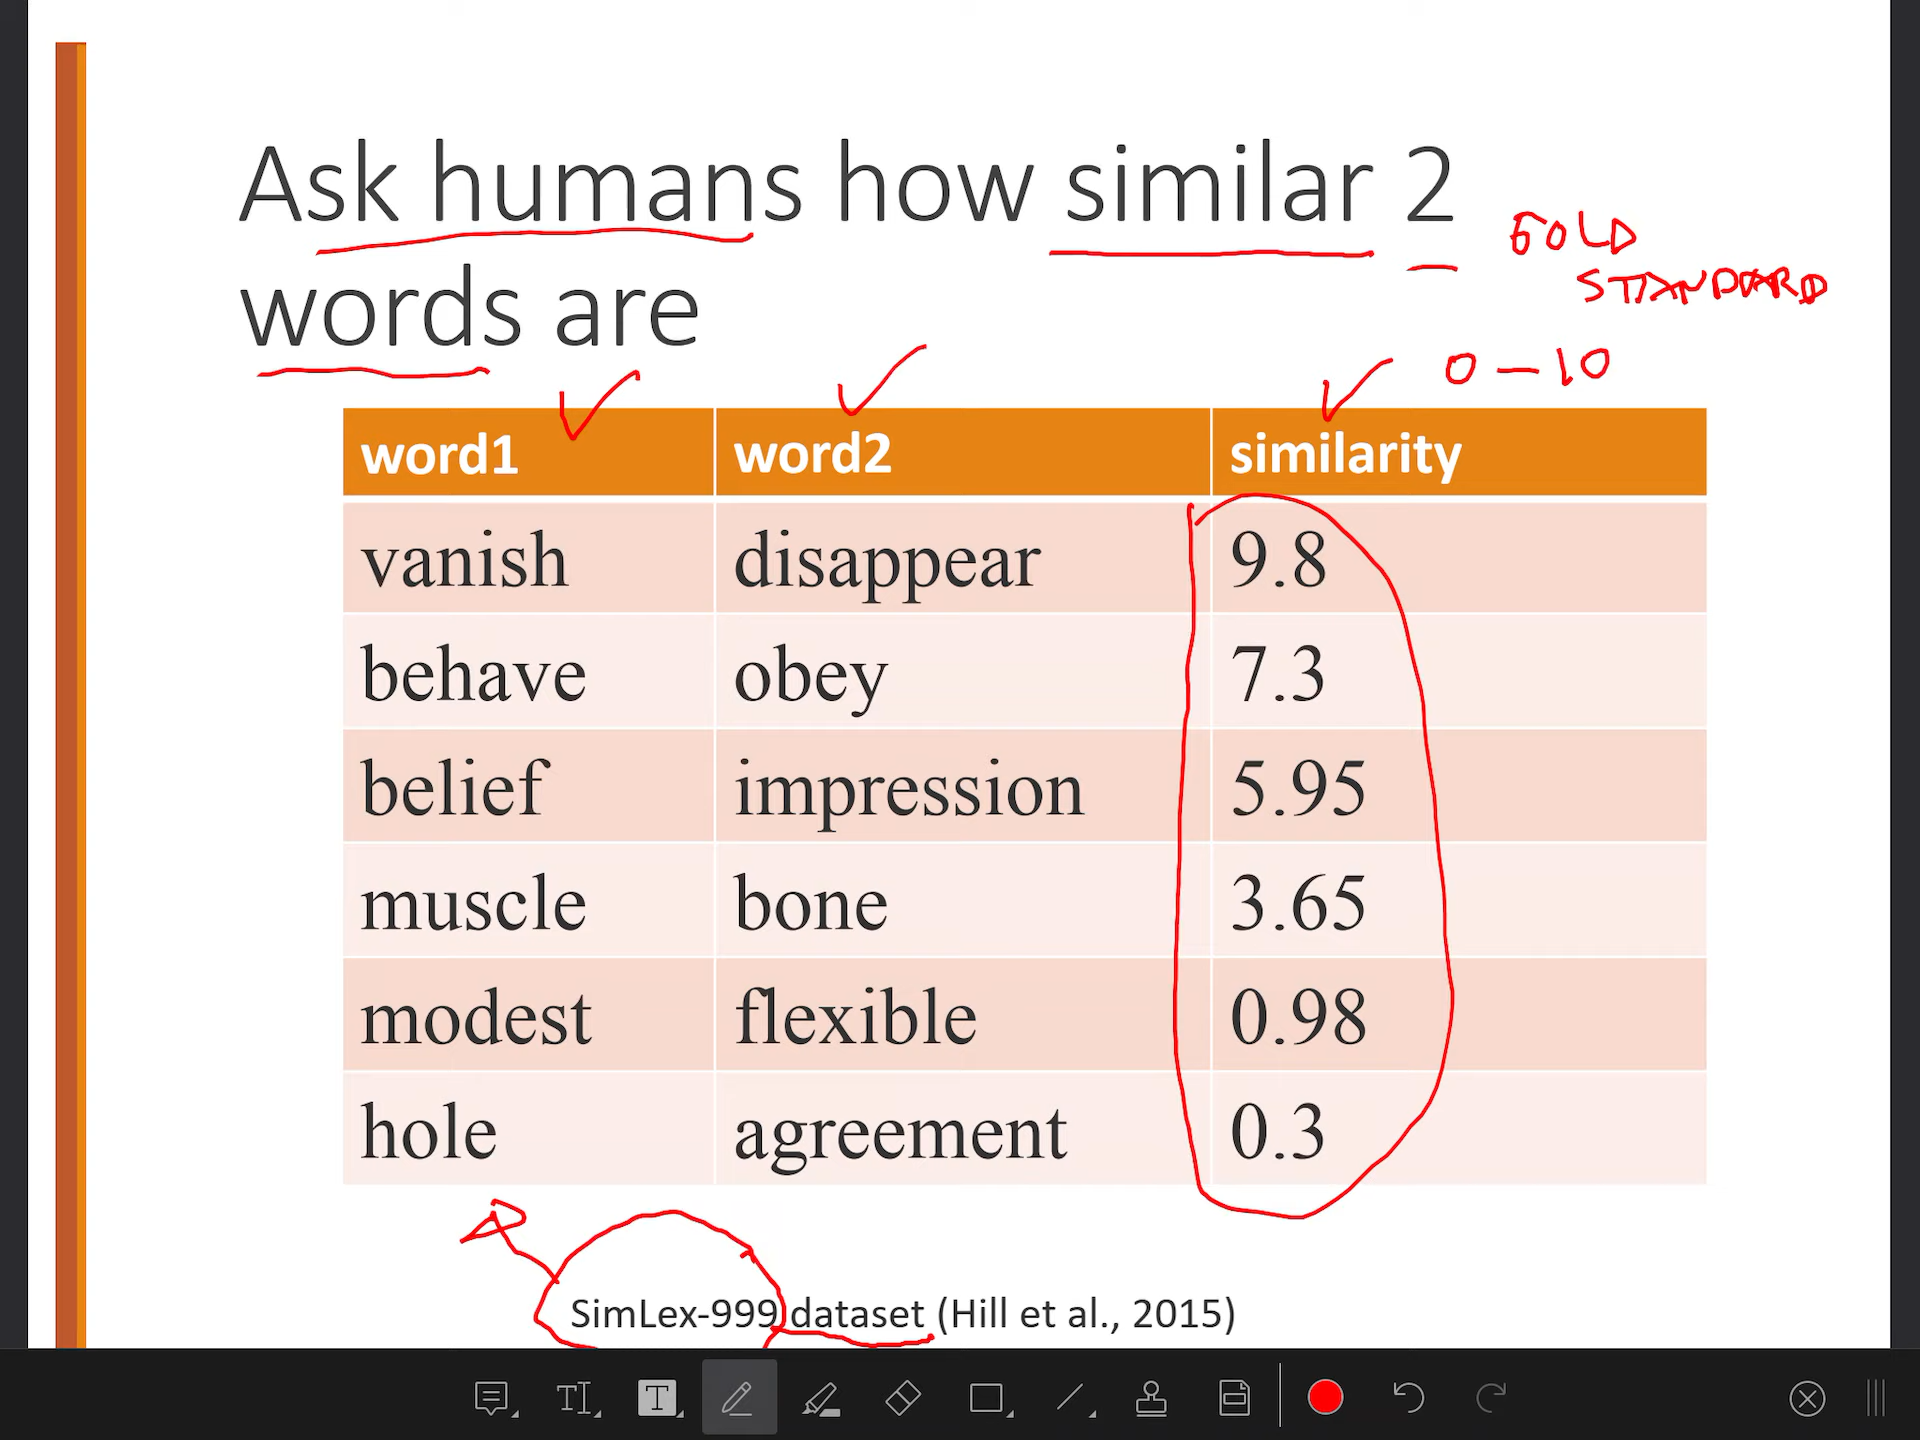 Ask humans how similar 2
words are
GOLD
STANDARD
0 – 10
word1 word2 similarity
vanish disappear 9.8
behave obey 7.3
belief impression 5.95
muscle bone 3.65
modest flexible 0.98
hole agreement 0.3
SimLex-999 dataset (Hill et al., 2015)